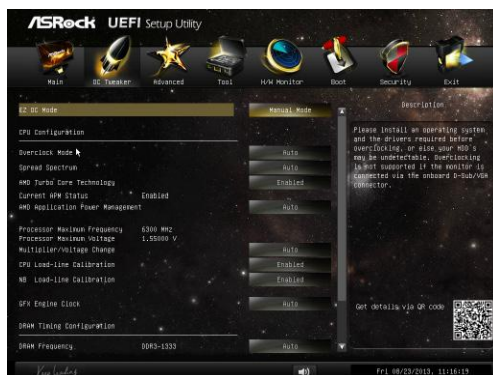 ASRock UEFI Setup Utility
Main OC Tweaker Advanced Tool H/W Monitor Boot Security Exit
EZ OC Mode Manual Mode
CPU Configuration
Overclock Mode Auto
Spread Spectrum Auto
AMD Turbo Core Technology Enabled
Current APM Status Enabled
AMD Application Power Management Auto
Processor Maximum Frequency 6300 MHz
Processor Maximum Voltage 1.55000 V
Multiplier/Voltage Change Auto
CPU Load-Line Calibration Enabled
NB Load-Line Calibration Enabled
GFX Engine Clock Auto
DRAM Timing Configuration
DRAM Frequency DDR3-1333 Auto
Description
Please install an operating system
and the drivers required before
overclocking, or else your HDD's
may be undetectable. Overclocking
is not supported if the monitor is
connected via the onboard D-Sub/VGA
connector.
Get details via QR code
Fri 08/23/2013, 11:16:19